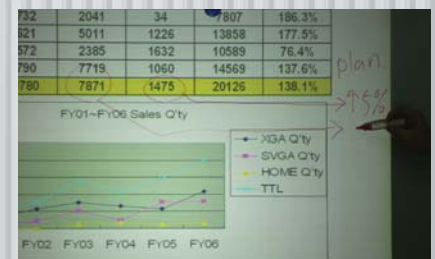 732 2041 34 7807 186.3%
521 5011 1226 13858 177.5%
572 2385 1632 10589 76.4%
790 7719 1060 14569 137.6%
780 7871 1475 20126 138.1%
plan
↑5%
FY01~FY06 Sales Q'ty
XGA Q'ty
SVGA Q'ty
HOME Q'ty
TTL
FY02 FY03 FY04 FY05 FY06